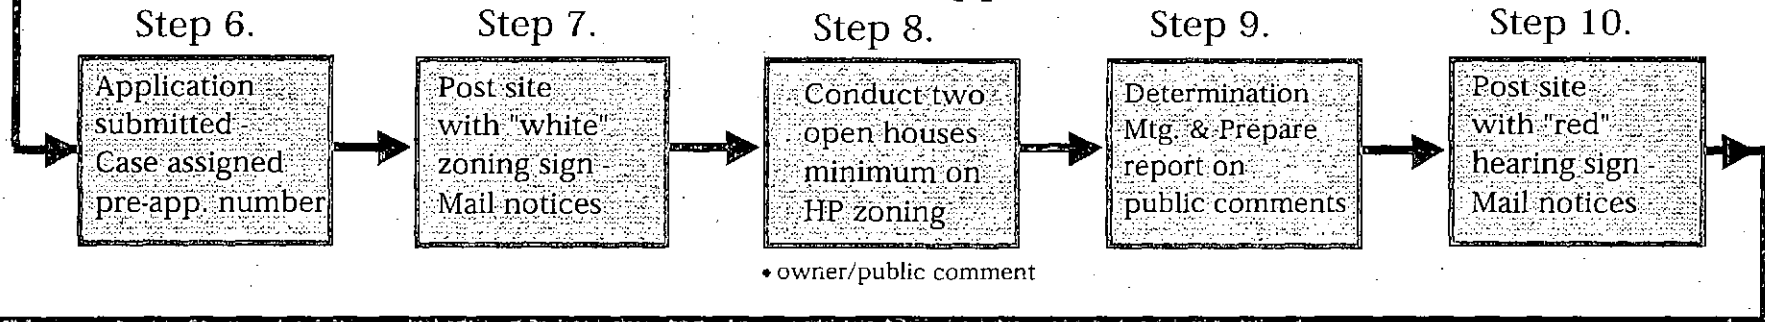 Step 6.
Application
submitted -
Case assigned
pre-app. number
Step 7.
Post site
with "white"
zoning sign -
Mail notices
Step 8.
Conduct two
open houses
minimum on
HP zoning
• owner/public comment
Step 9.
Determination
Mtg. & Prepare
report on
public comments
Step 10.
Post site
with "red"
hearing sign -
Mail notices